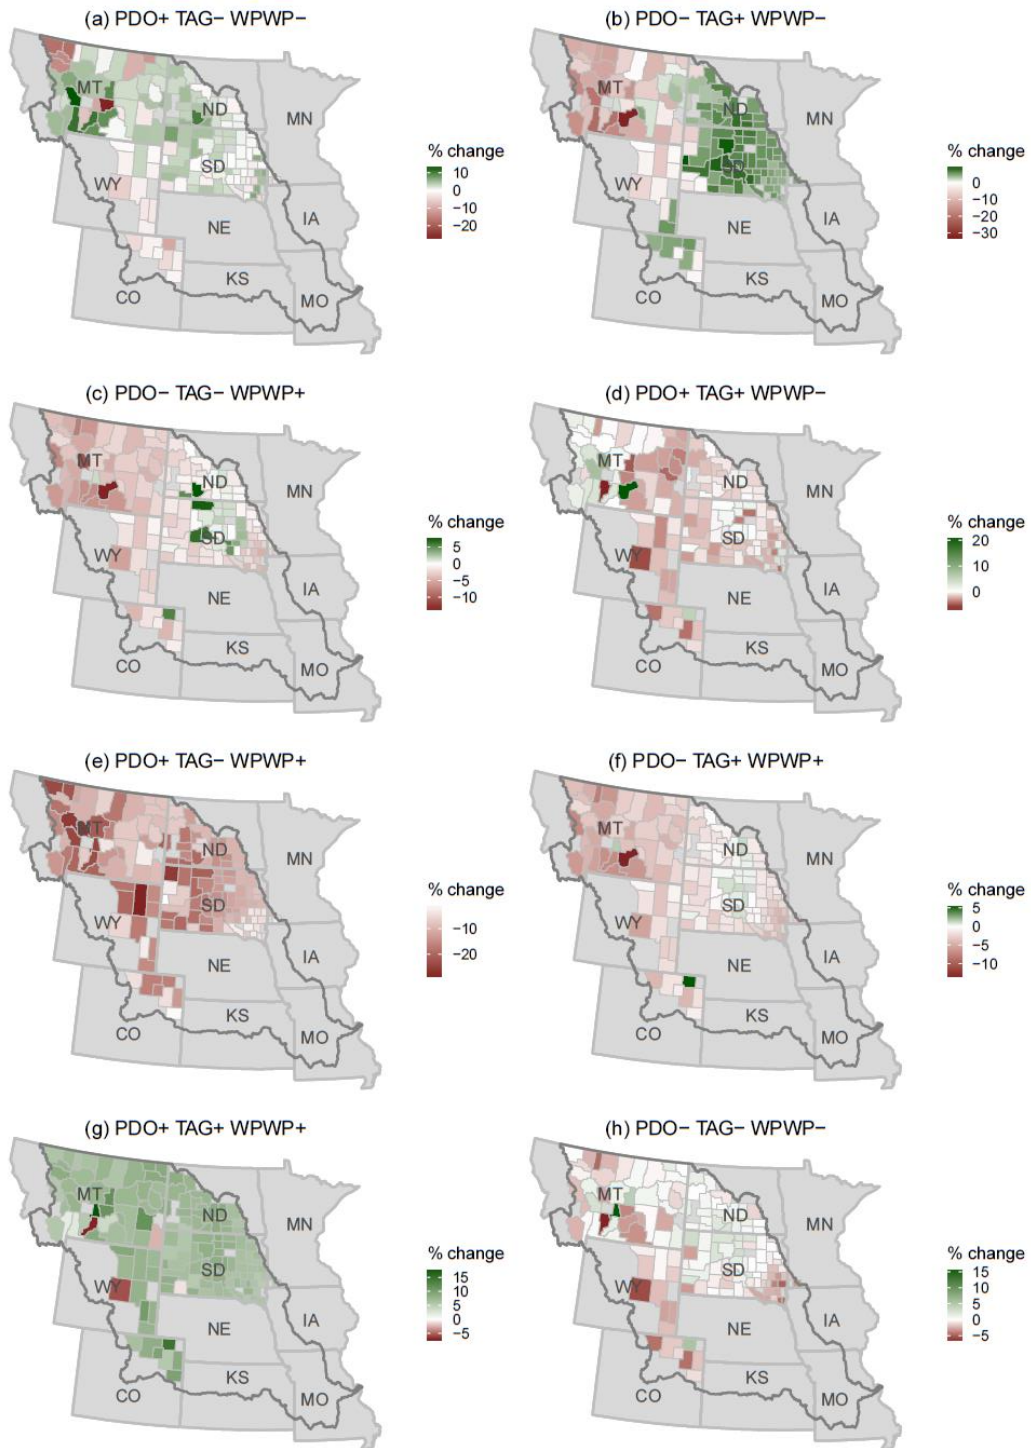 (a) PDO+ TAG− WPWP−
MT
ND
MN
SD
WY
IA
NE
KS
CO
MO
% change
10
0
−10
−20
(b) PDO− TAG+ WPWP−
MT
ND
MN
SD
WY
IA
NE
KS
CO
MO
% change
0
−10
−20
−30
(c) PDO− TAG− WPWP+
MT
ND
MN
SD
WY
IA
NE
KS
CO
MO
% change
5
0
−5
−10
(d) PDO+ TAG+ WPWP−
MT
ND
MN
SD
WY
IA
NE
KS
CO
MO
% change
20
10
0
(e) PDO+ TAG− WPWP+
MT
ND
MN
SD
WY
IA
NE
KS
CO
MO
% change
−10
−20
(f) PDO− TAG+ WPWP+
MT
ND
MN
SD
WY
IA
NE
KS
CO
MO
% change
5
0
−5
−10
(g) PDO+ TAG+ WPWP+
MT
ND
MN
SD
WY
IA
NE
KS
CO
MO
% change
15
10
5
0
−5
(h) PDO− TAG− WPWP−
MT
ND
MN
SD
WY
IA
NE
KS
CO
MO
% change
15
10
5
0
−5